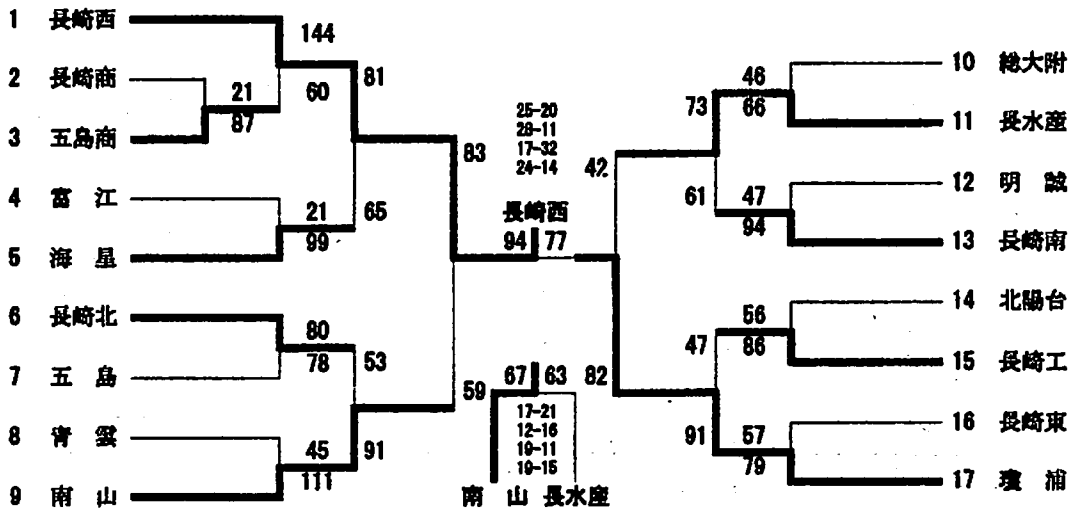 1 長崎西
2 長崎商
3 五島商
4 富江
5 海星
6 長崎北
7 五島
8 青雲
9 南山
144
60
21
87
21
99
80
78
45
111
81
65
53
91
83
59
25-20
28-11
17-32
24-14
長崎西
94 77
67 63
17-21
12-16
19-11
19-15
南山 長水産
42
82
73
61
47
91
46
66
47
94
56
86
57
79
10 総大附
11 長水産
12 明誠
13 長崎南
14 北陽台
15 長崎工
16 長崎東
17 瓊浦